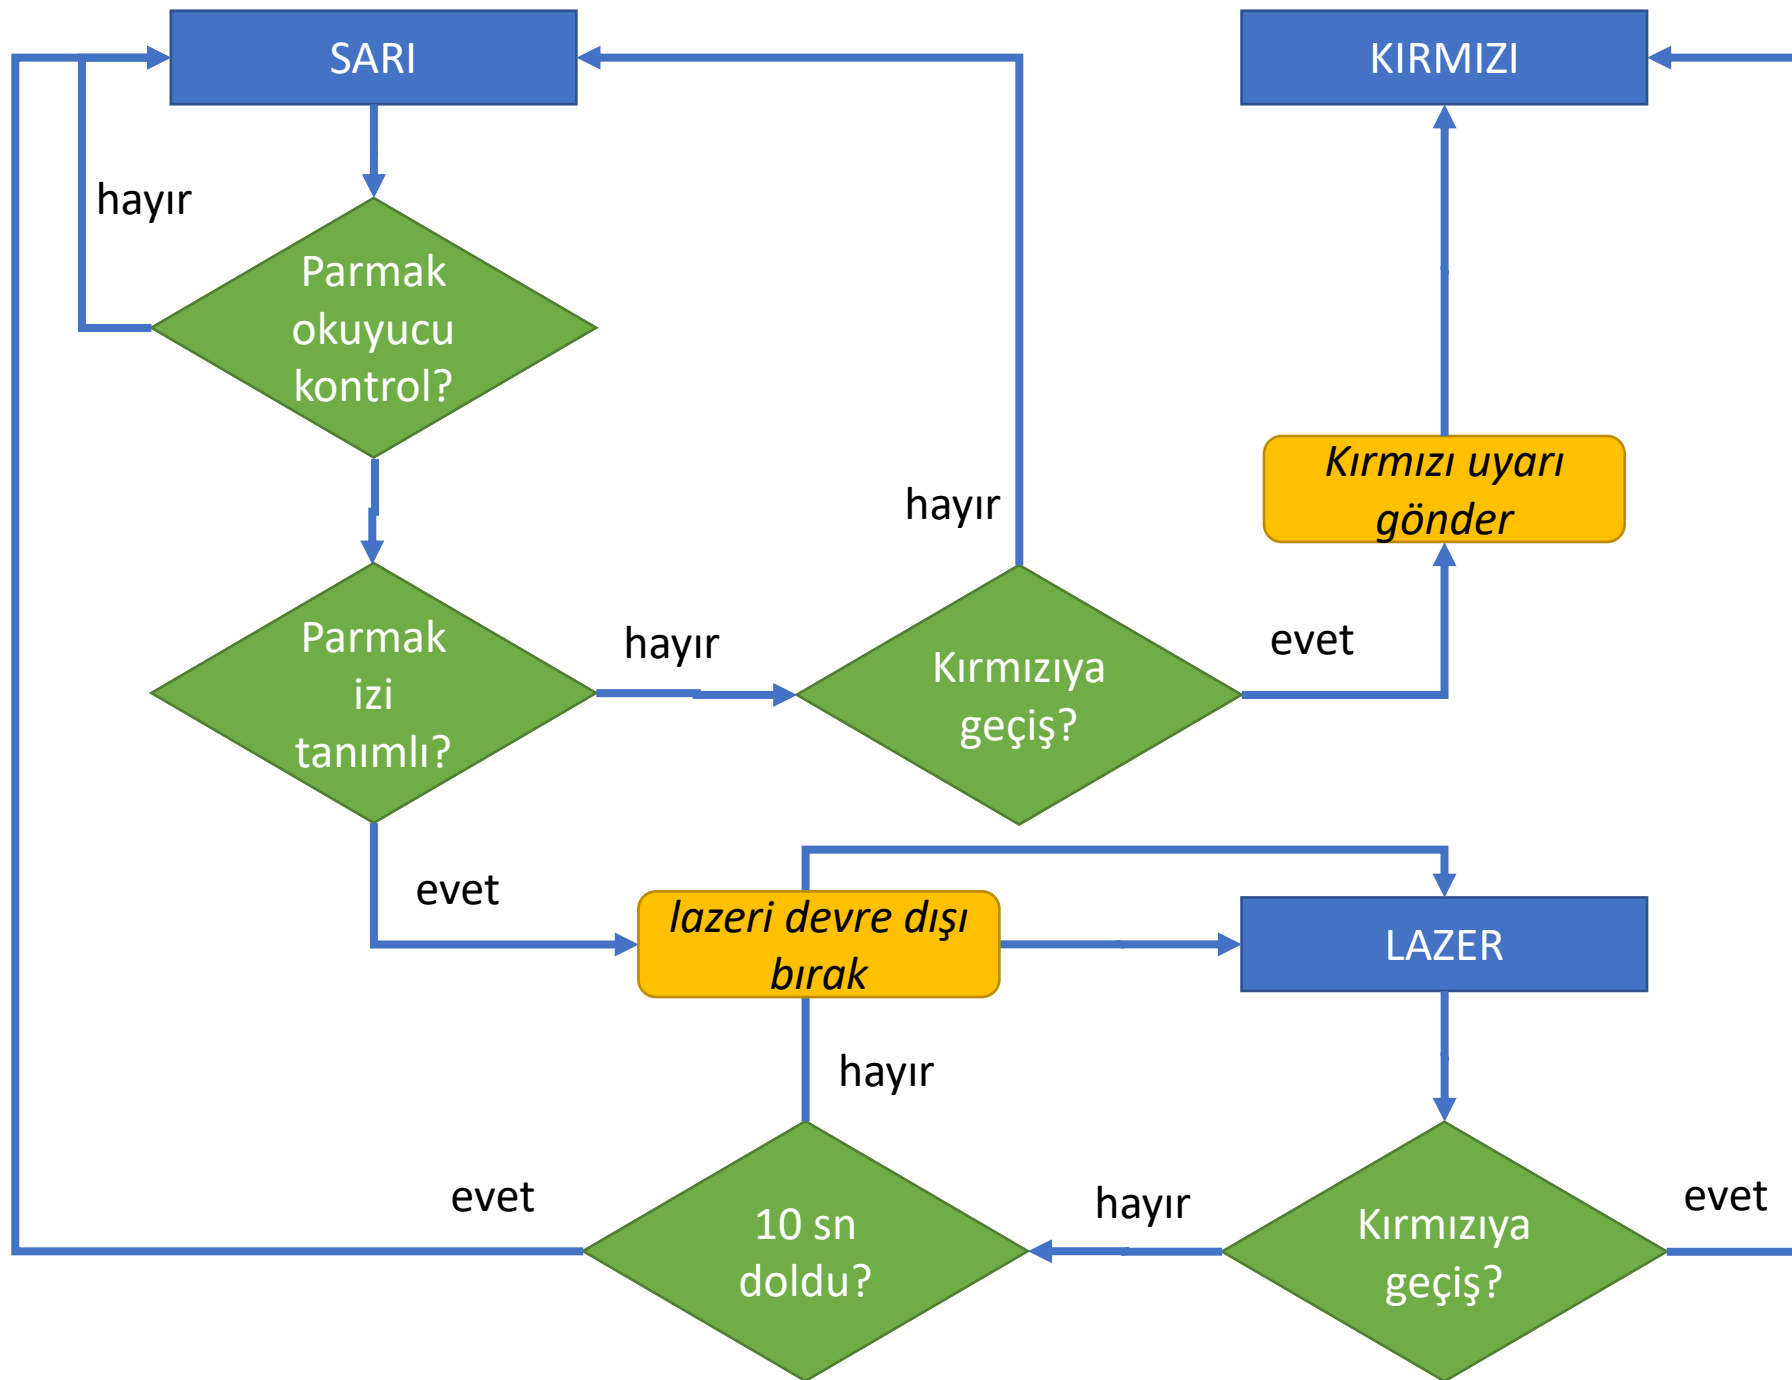 SARI
KIRMIZI
hayır
Parmak
okuyucu
kontrol?
Kırmızı uyarı
gönder
hayır
Parmak
izi
tanımlı?
hayır
Kırmızıya
geçiş?
evet
evet
lazeri devre dışı
bırak
LAZER
hayır
evet
10 sn
doldu?
hayır
Kırmızıya
geçiş?
evet